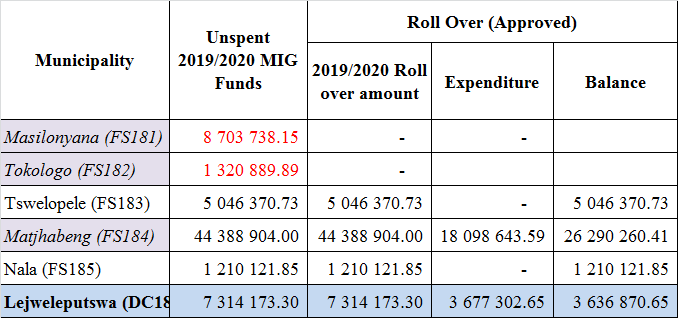 Municipality
Unspent
2019/2020 MIG
Funds
Roll Over (Approved)
2019/2020 Roll
over amount
Expenditure
Balance
Masilonyana (FS181) 8 703 738.15 - -
Tokologo (FS182) 1 320 889.89 - -
Tswelopele (FS183) 5 046 370.73 5 046 370.73 - 5 046 370.73
Matjhabeng (FS184) 44 388 904.00 44 388 904.00 18 098 643.59 26 290 260.41
Nala (FS185) 1 210 121.85 1 210 121.85 - 1 210 121.85
Lejweleputswa (DC18 7 314 173.30 7 314 173.30 3 677 302.65 3 636 870.65